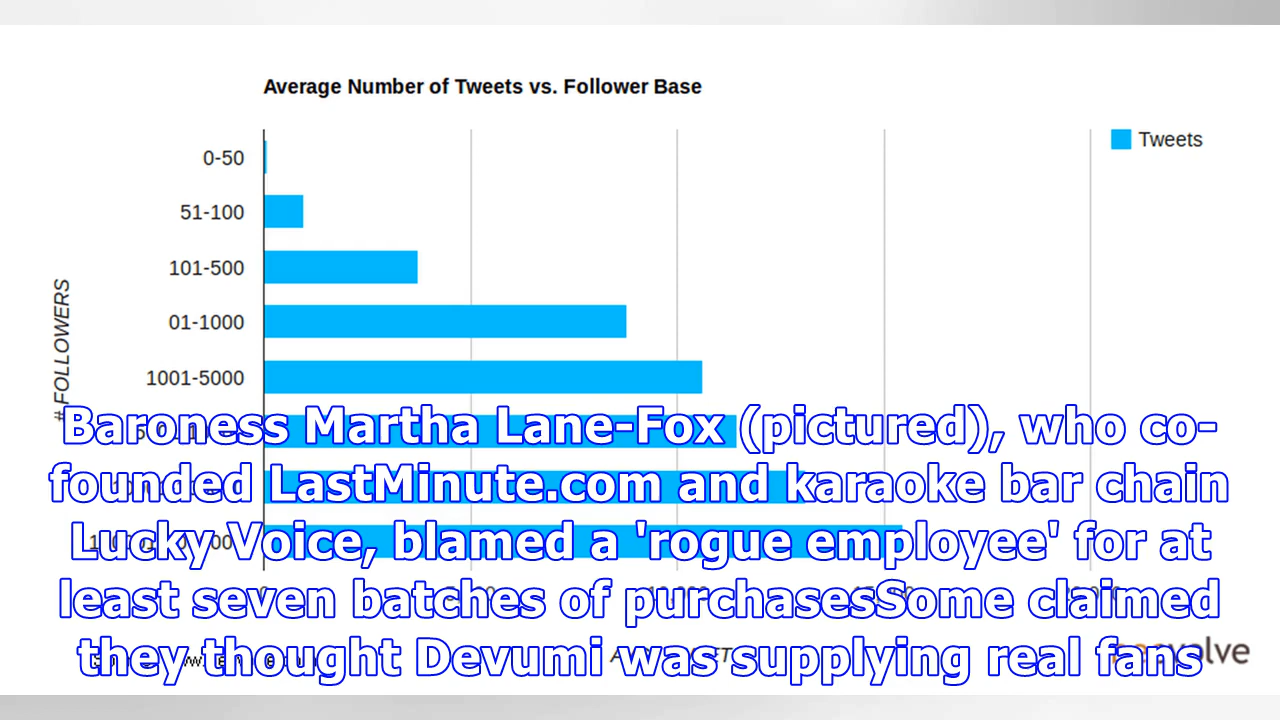 Average Number of Tweets vs. Follower Base
Tweets
0-50
51-100
101-500
01-1000
1001-5000
# FOLLOWERS
Baroness Martha Lane-Fox (pictured), who co-
founded LastMinute.com and karaoke bar chain
Lucky Voice, blamed a 'rogue employee' for at
least seven batches of purchasesSome claimed
they thought Devumi was supplying real fans